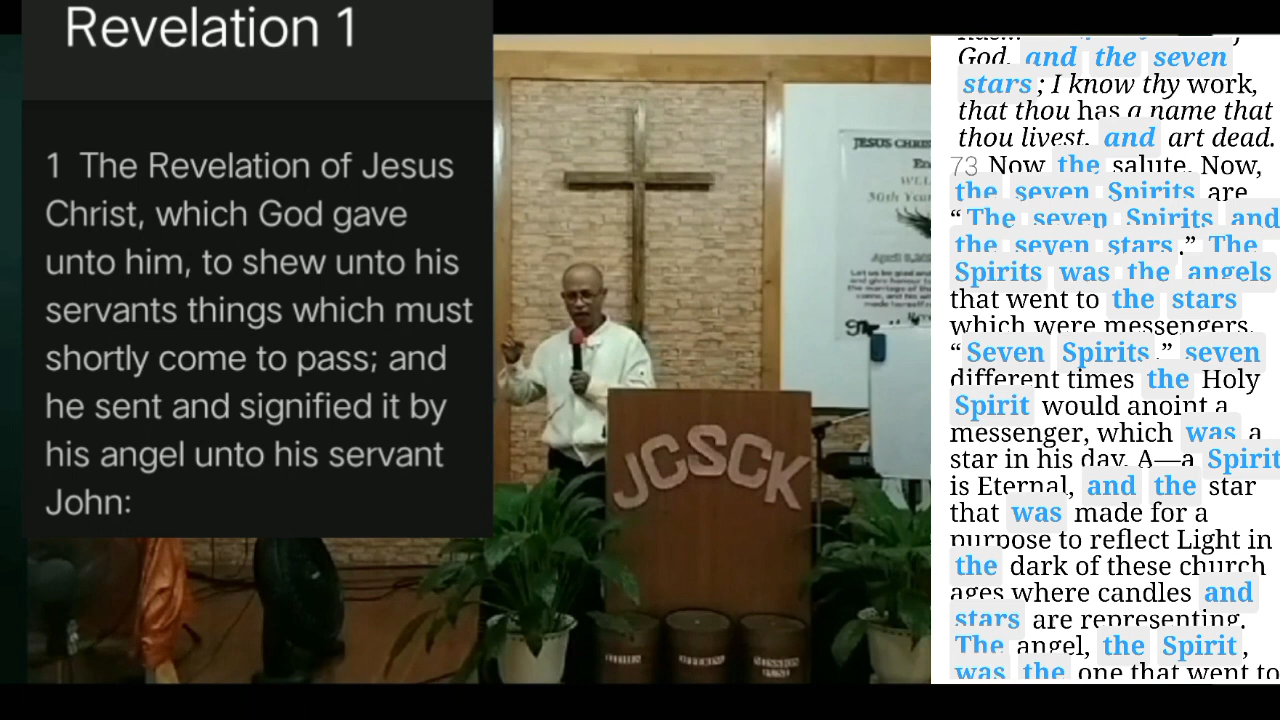 Revelation 1
1 The Revelation of Jesus
Christ, which God gave
unto him, to shew unto his
servants things which must
shortly come to pass; and
he sent and signified it by
his angel unto his servant
John:
JESUS CHRIS
30th Year
JCSCK
TITHES
OFFERING
MISSION
FUND
God, and the seven
stars; I know thy work,
that thou has a name that
thou livest, and art dead.
73 Now the salute. Now,
the seven Spirits are
“The seven Spirits and
the seven stars.” The
Spirits was the angels
that went to the stars
which were messengers.
“Seven Spirits,” seven
different times the Holy
Spirit would anoint a
messenger, which was a
star in his day. A—a Spirit
is Eternal, and the star
that was made for a
purpose to reflect Light in
the dark of these church
ages where candles and
stars are representing.
The angel, the Spirit,
was the one that went to